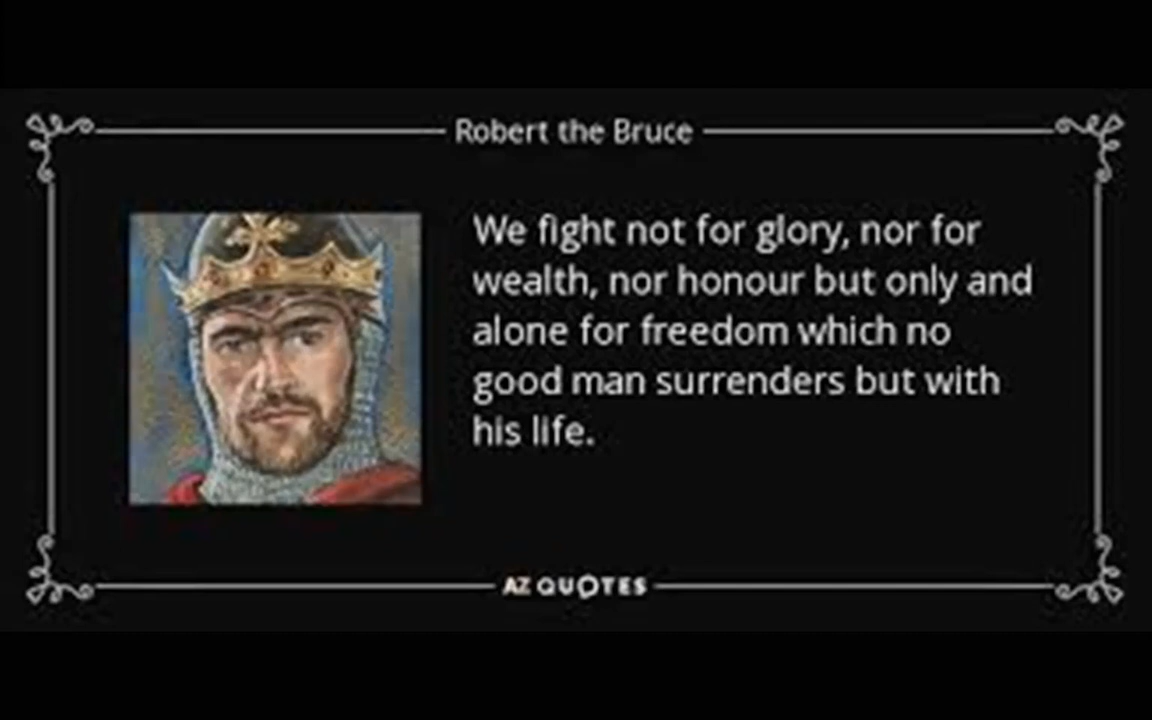 Robert the Bruce
We fight not for glory, nor for
wealth, nor honour but only and
alone for freedom which no
good man surrenders but with
his life.
AZ QUOTES